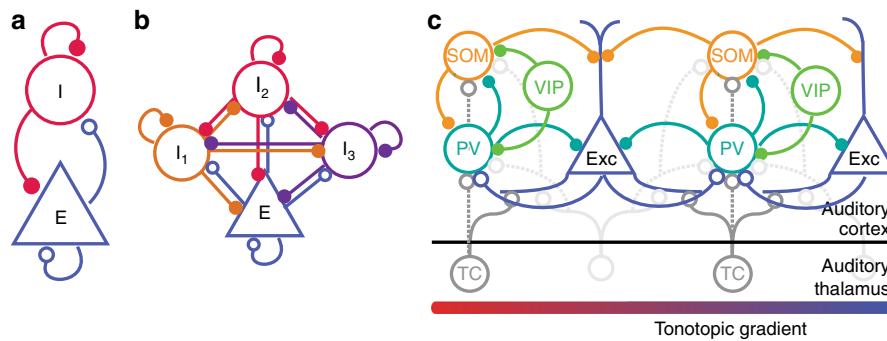 a
I
E
b
I2
I1
I3
E
c
SOM
SOM
VIP
VIP
PV
Exc
PV
Exc
Auditory
cortex
TC
TC
Auditory
thalamus
Tonotopic gradient